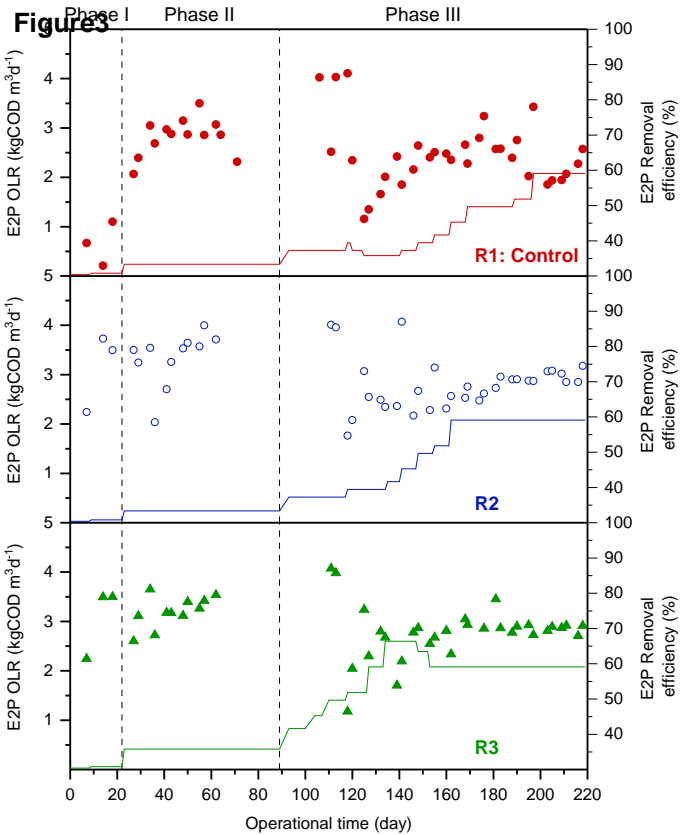 Figure3
Phase I Phase II Phase III
5 100
4 90
80
3 70
2 60
50
1 40
E2P OLR (kgCOD m³d⁻¹)
E2P Removal
efficiency (%)
R1: Control
5 100
4 90
80
3 70
2 60
50
1 40
E2P OLR (kgCOD m³d⁻¹)
E2P Removal
efficiency (%)
R2
5 100
4 90
80
3 70
2 60
50
1 40
E2P OLR (kgCOD m³d⁻¹)
E2P Removal
efficiency (%)
R3
0 20 40 60 80 100 120 140 160 180 200 220
Operational time (day)